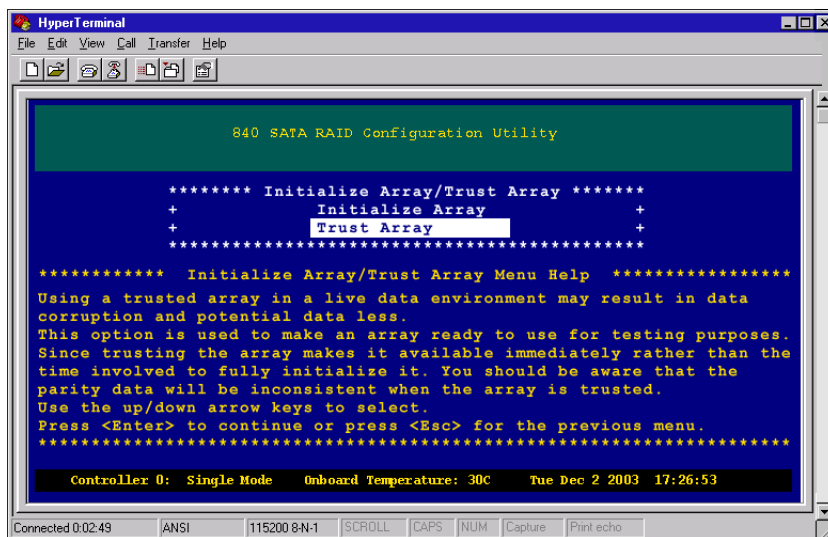 HyperTerminal
File Edit View Call Transfer Help
840 SATA RAID Configuration Utility
******** Initialize Array/Trust Array *******
+ Initialize Array +
+ Trust Array +
********************************************
************ Initialize Array/Trust Array Menu Help *****************
Using a trusted array in a live data environment may result in data
corruption and potential data less.
This option is used to make an array ready to use for testing purposes.
Since trusting the array makes it available immediately rather than the
time involved to fully initialize it. You should be aware that the
parity data will be inconsistent when the array is trusted.
Use the up/down arrow keys to select.
Press <Enter> to continue or press <Esc> for the previous menu.
***********************************************************************
Controller 0: Single Mode Onboard Temperature: 30C Tue Dec 2 2003 17:26:53
Connected 0:02:49 ANSI 115200 8-N-1 SCROLL CAPS NUM Capture Print echo